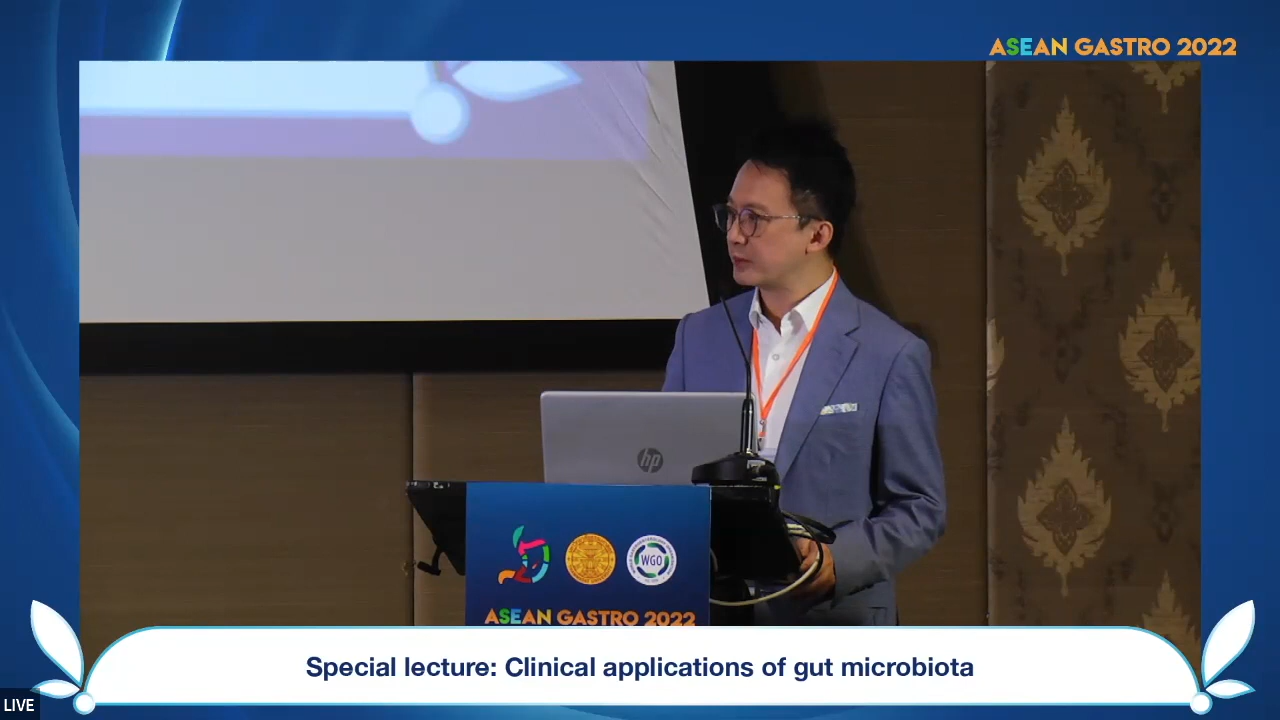 ASEAN GASTRO 2022
hp
WGO
ASEAN GASTRO 2022
Special lecture: Clinical applications of gut microbiota
LIVE